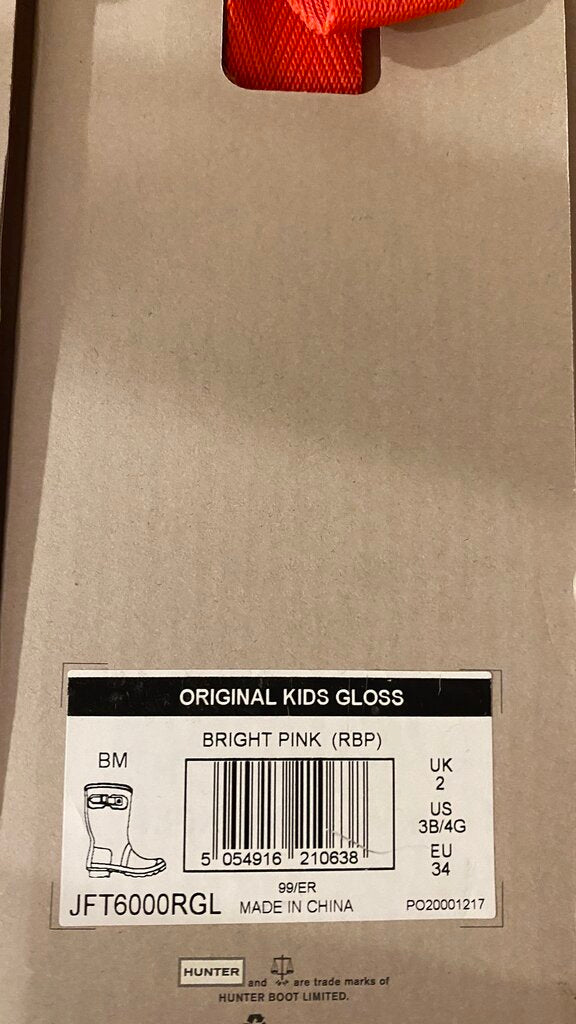 ORIGINAL KIDS GLOSS
BRIGHT PINK (RBP)
BM
UK
2
US
3B/4G
EU
34
5 054916 210638
99/ER
JFT6000RGL
MADE IN CHINA
PO20001217
HUNTER and are trade marks of
HUNTER BOOT LIMITED.